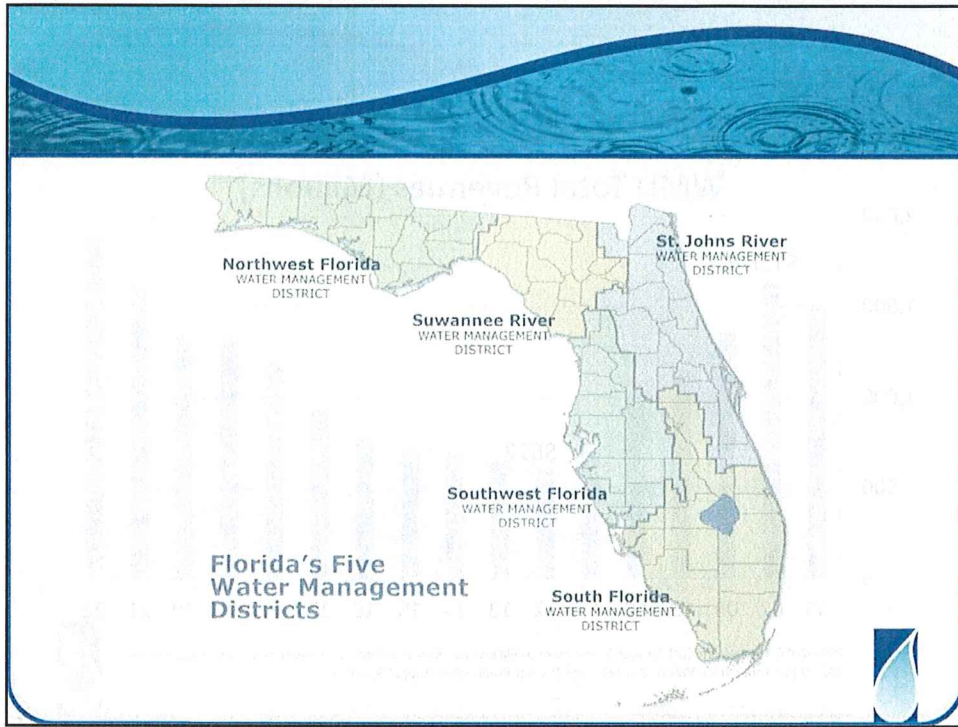 Northwest Florida
WATER MANAGEMENT
DISTRICT
St. Johns River
WATER MANAGEMENT
DISTRICT
Suwannee River
WATER MANAGEMENT
DISTRICT
Southwest Florida
WATER MANAGEMENT
DISTRICT
South Florida
WATER MANAGEMENT
DISTRICT
Florida's Five
Water Management
Districts